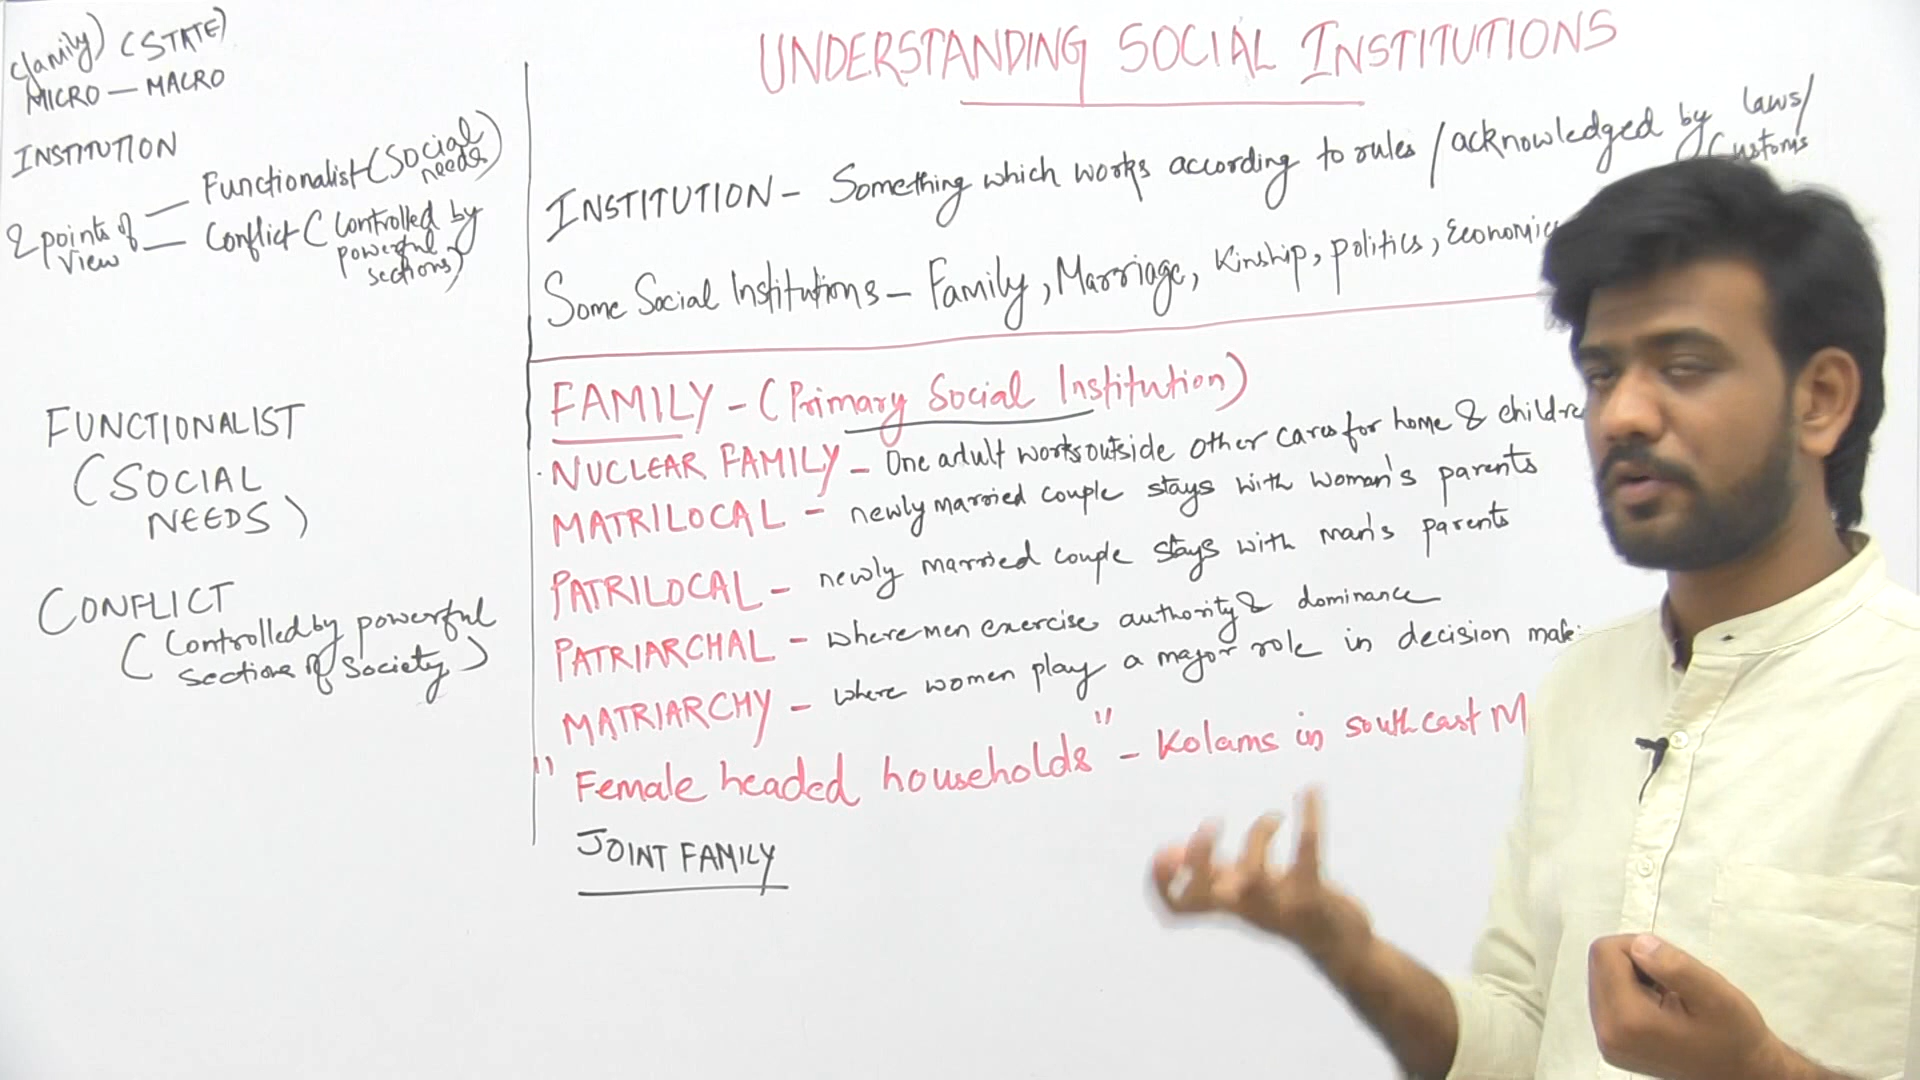 (family) (STATE)
MICRO — MACRO
INSTITUTION
2 points of view
Functionalist (Social needs)
Conflict (Controlled by powerful sections)
FUNCTIONALIST
(SOCIAL
NEEDS)
CONFLICT
(Controlled by powerful
sections of society)
UNDERSTANDING SOCIAL INSTITUTIONS
INSTITUTION - Something which works according to rules / acknowledged by laws/ Customs
Some Social Institutions - Family, Marriage, Kinship, politics, Economic
FAMILY - (Primary Social Institution)
NUCLEAR FAMILY - One adult works outside other cares for home &
MATRILOCAL - newly married couple stays with woman's parents
PATRILOCAL - newly married couple stays with man's parents
PATRIARCHAL - where men exercise authority & dominance
MATRIARCHY - where women play a major role in decision
"Female headed households" - Kolams in south east M
JOINT FAMILY